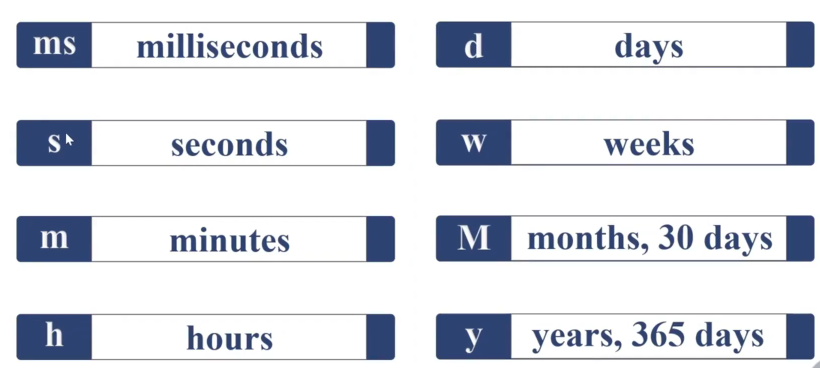 ms milliseconds
s seconds
m minutes
h hours
d days
w weeks
M months, 30 days
y years, 365 days